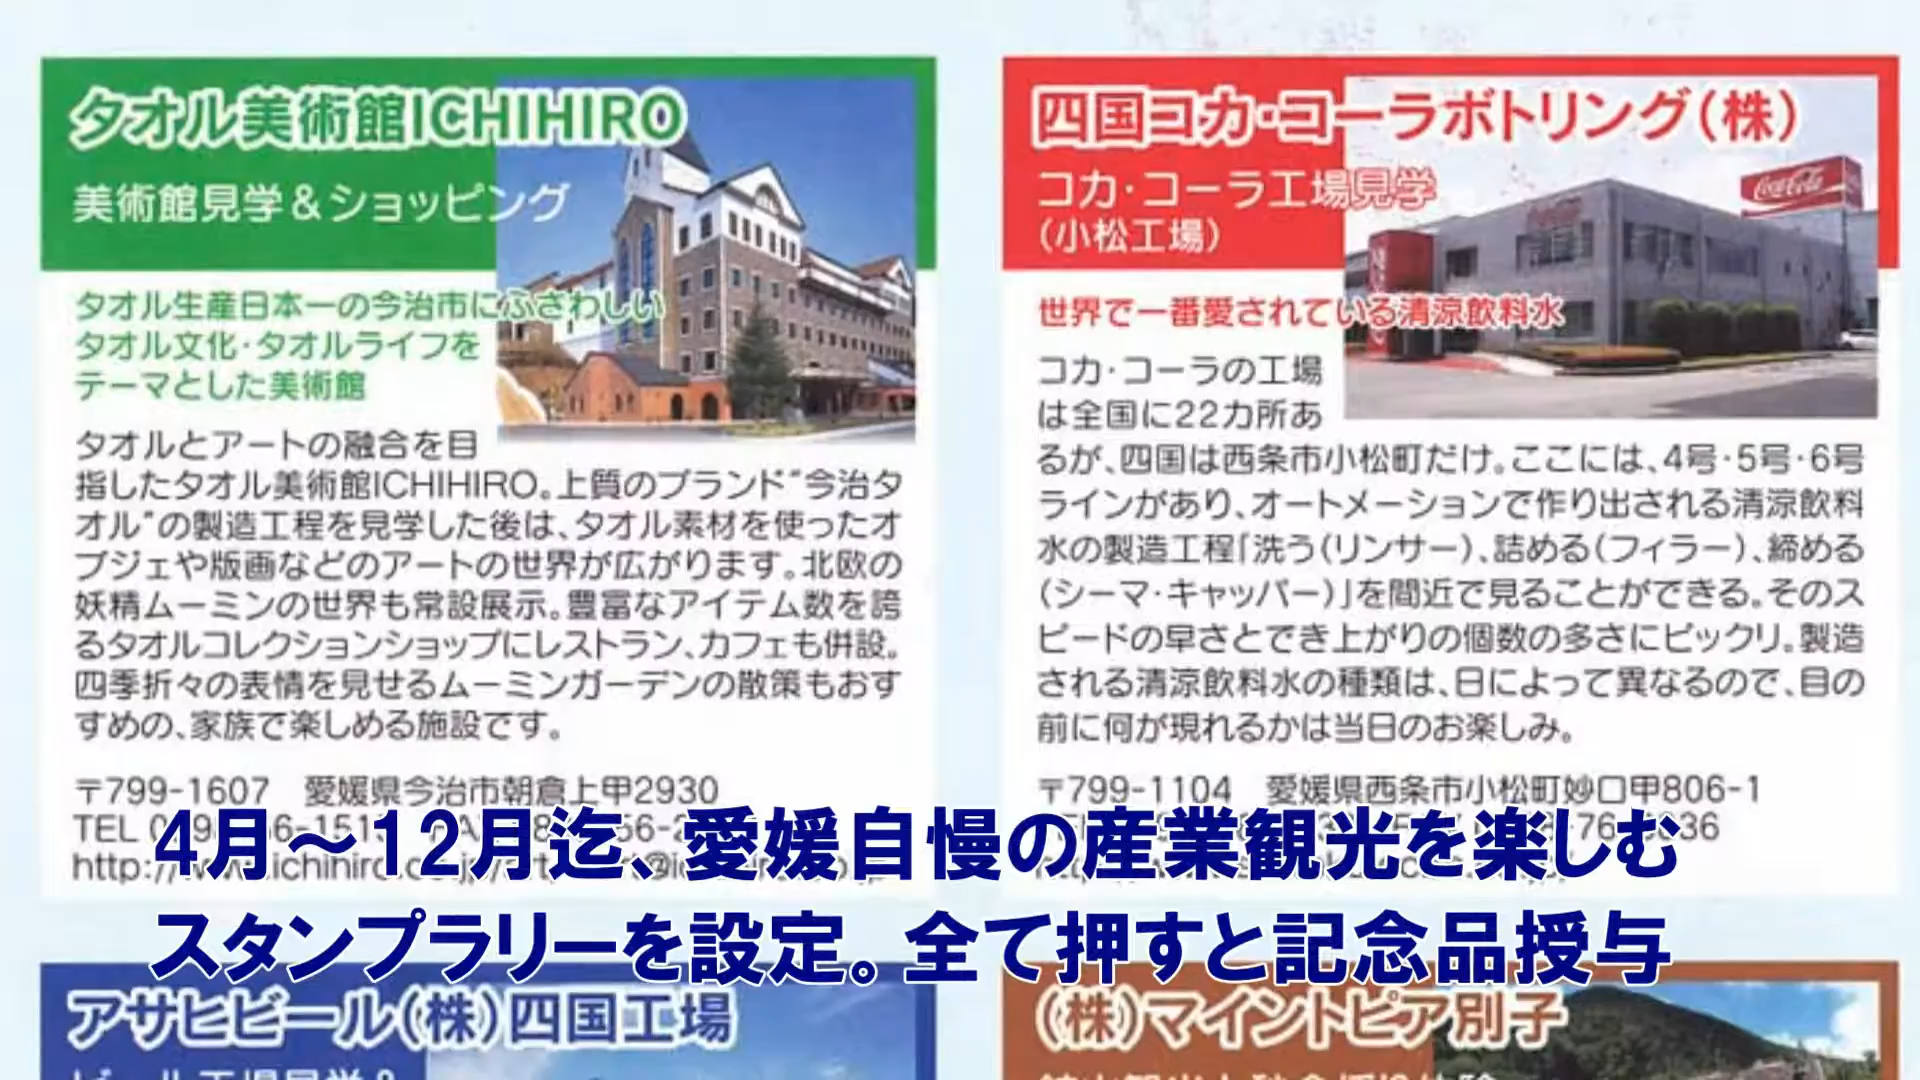 タオル美術館ICHIHIRO
美術館見学&ショッピング
タオル生産日本一の今治市にふさわしい
タオル文化・タオルライフを
テーマとした美術館
タオルとアートの融合を目
指したタオル美術館ICHIHIRO。上質のブランド“今治タ
オル”の製造工程を見学した後は、タオル素材を使ったオ
ブジェや版画などのアートの世界が広がります。北欧の
妖精ムーミンの世界も常設展示。豊富なアイテム数を誇
るタオルコレクションショップにレストラン、カフェも併設。
四季折々の表情を見せるムーミンガーデンの散策もおす
すめの、家族で楽しめる施設です。
〒799-1607 愛媛県今治市朝倉上甲2930
TEL
四国コカ・コーラボトリング(株)
コカ・コーラ工場見学
(小松工場)
Coca-Cola
世界で一番愛されている清涼飲料水
コカ・コーラの工場
は全国に22カ所あ
るが、四国は西条市小松町だけ。ここには、4号・5号・6号
ラインがあり、オートメーションで作り出される清涼飲料
水の製造工程「洗う(リンサー)、詰める(フィラー)、締める
(シーマ・キャッパー)」を間近で見ることができる。そのス
ピードの早さとでき上がりの個数の多さにビックリ。製造
される清涼飲料水の種類は、日によって異なるので、目の
前に何が現れるかは当日のお楽しみ。
〒799-1104 愛媛県西条市小松町妙口甲806-1
4月～12月迄、愛媛自慢の産業観光を楽しむ
スタンプラリーを設定。全て押すと記念品授与
アサヒビール(株)四国工場
(株)マイントピア別子